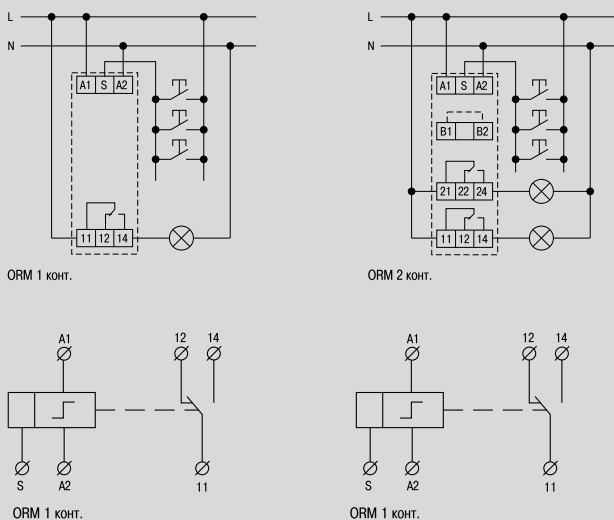 L
N
A1 S A2
11 12 14
ORM 1 конт.
L
N
A1 S A2
B1 B2
21 22 24
11 12 14
ORM 2 конт.
A1 12 14
S A2 11
ORM 1 конт.
A1 12 14
S A2 11
ORM 1 конт.